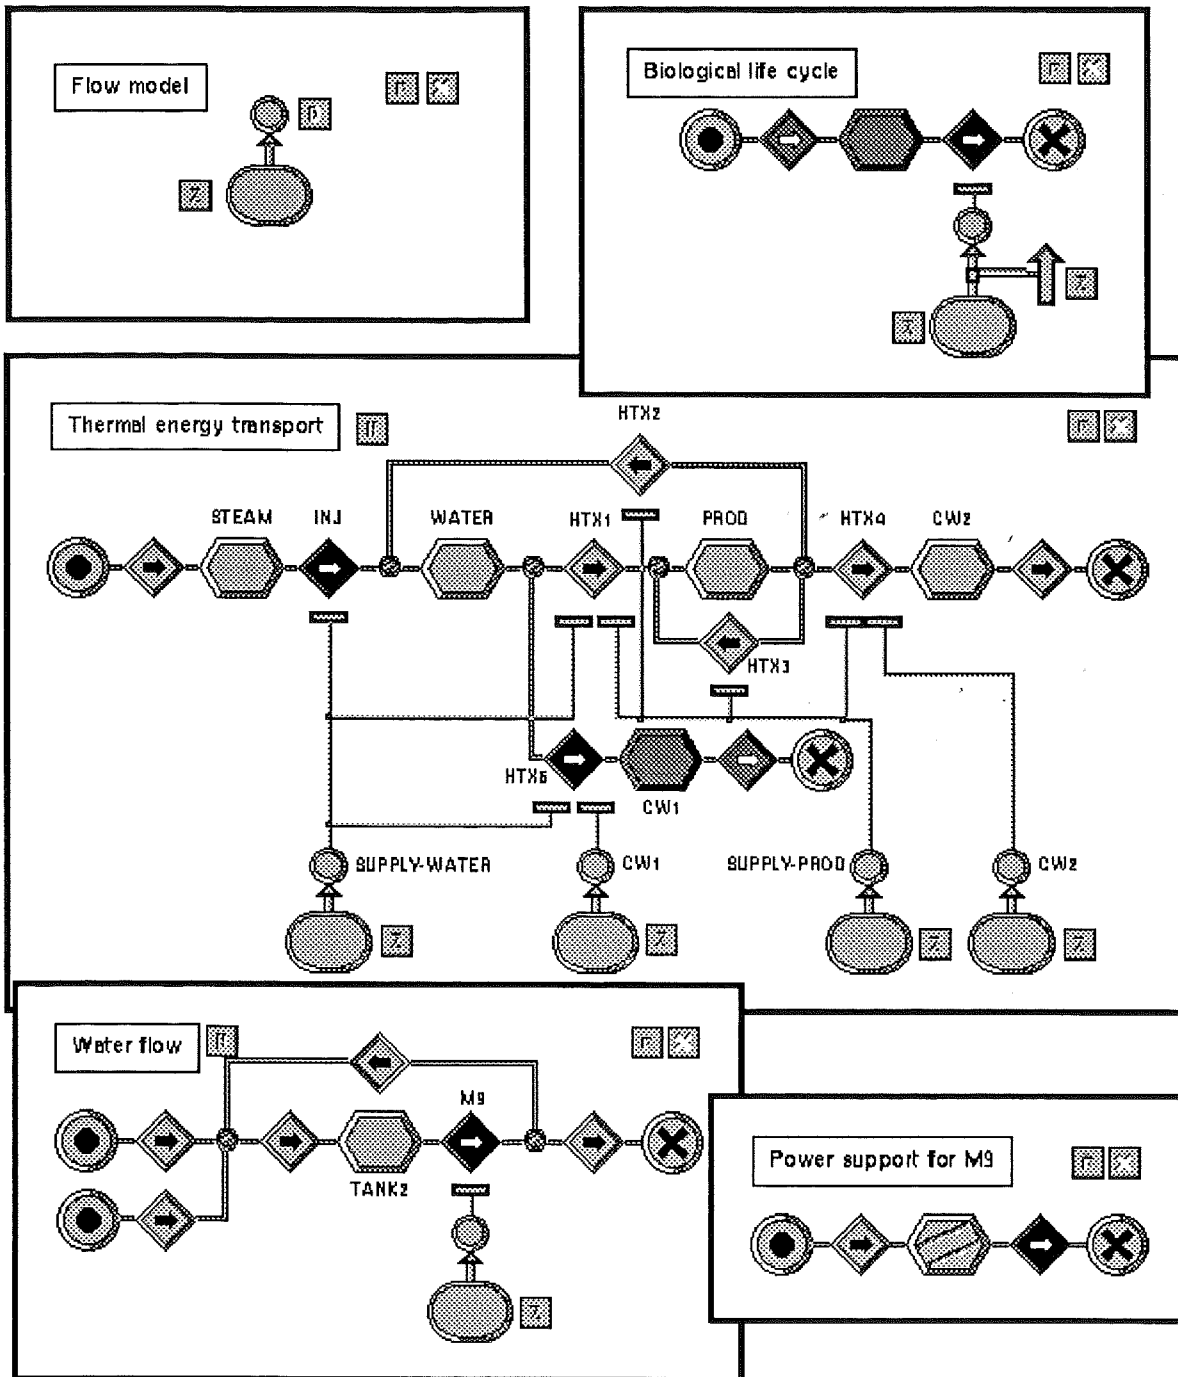 Flow model
Biological life cycle
Thermal energy transport
HTX2
STEAM INJ WATER HTX1 PROD HTX4 CW2
HTX3
HTX5
CW1
SUPPLY-WATER CW1 SUPPLY-PROD CW2
Water flow
M9
TANK2
Power support for M9